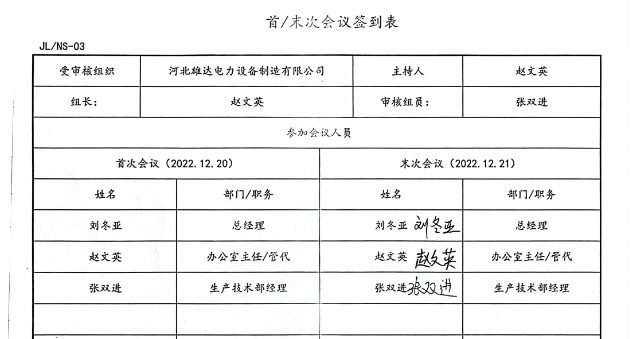 首/末次会议签到表
JL/NS-03
受审核组织 河北雄达电力设备制造有限公司 主持人 赵文英
组长: 赵文英 审核组员: 张双进
参加会议人员
首次会议(2022.12.20) 末次会议(2022.12.21)
姓名 部门/职务 姓名 部门/职务
刘冬亚 总经理 刘冬亚 刘冬亚 总经理
赵文英 办公室主任/管代 赵文英 赵文英 办公室主任/管代
张双进 生产技术部经理 张双进 张双进 生产技术部经理